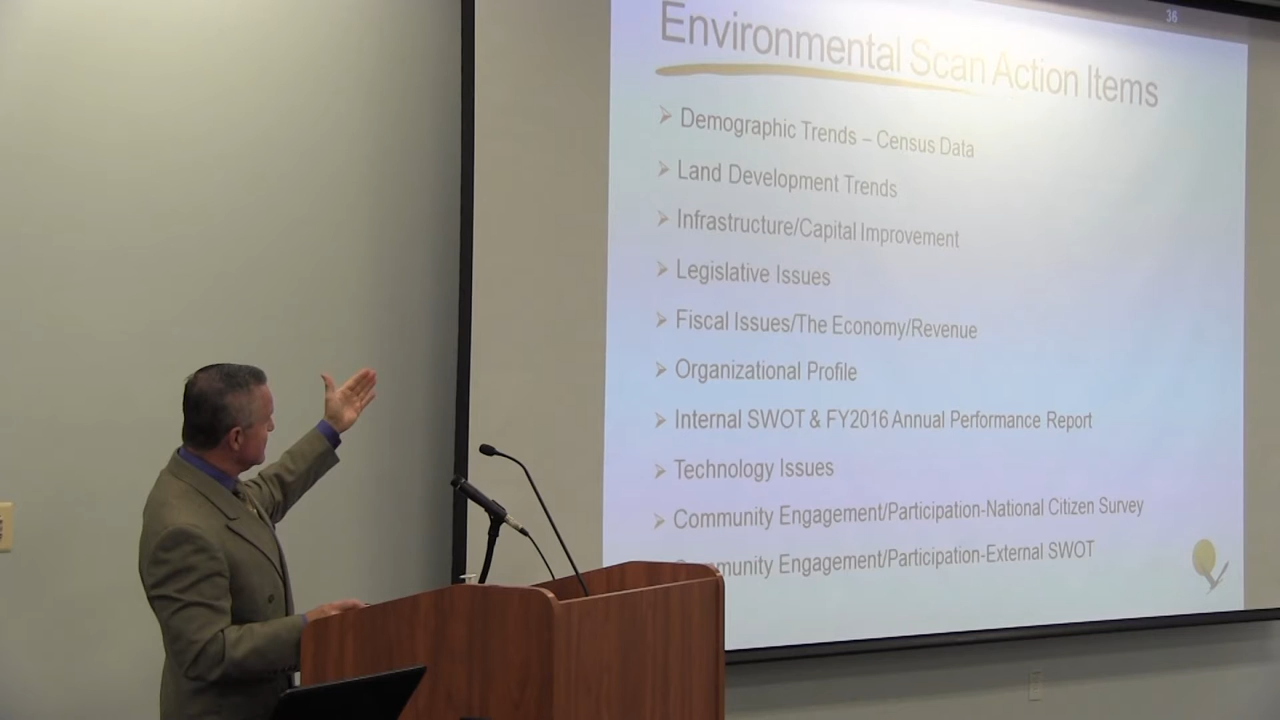 36
Environmental Scan Action Items
Demographic Trends – Census Data
Land Development Trends
Infrastructure/Capital Improvement
Legislative Issues
Fiscal Issues/The Economy/Revenue
Organizational Profile
Internal SWOT & FY2016 Annual Performance Report
Technology Issues
Community Engagement/Participation-National Citizen Survey
Engagement/Participation-External SWOT